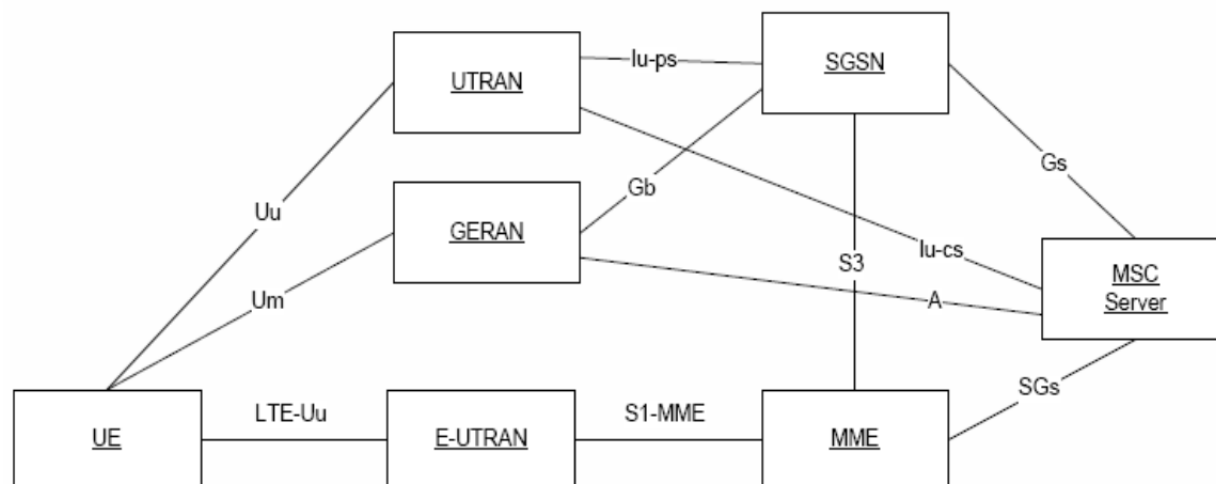 UTRAN
Iu-ps
SGSN
Gs
Gb
Uu
GERAN
Iu-cs
S3
MSC
Server
Um
A
SGs
UE
LTE-Uu
E-UTRAN
S1-MME
MME